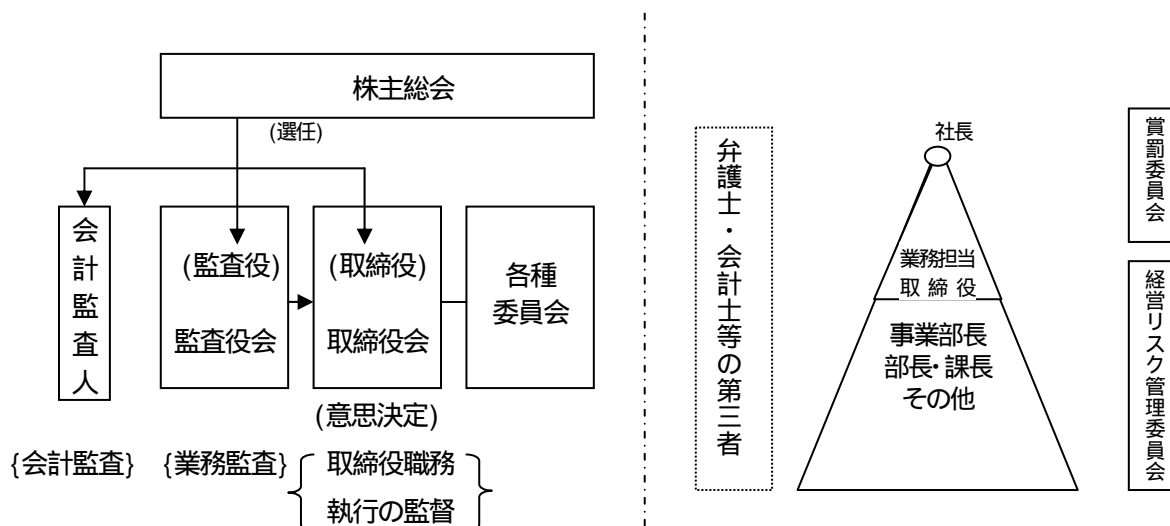 株主総会
(選任)
会計監査人
(監査役)
監査役会
(取締役)
取締役会
各種
委員会
(意思決定)
{会計監査}
{業務監査}
取締役職務
執行の監督
弁護士・会計士等の第三者
社長
業務担当
取締役
事業部長
部長・課長
その他
賞罰委員会
経営リスク管理委員会